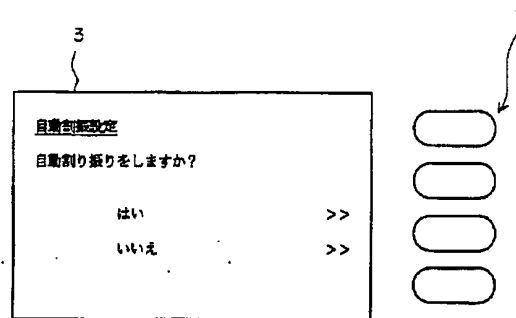 3
自動割振設定
自動割り振りをしますか?
はい >>
いいえ >>